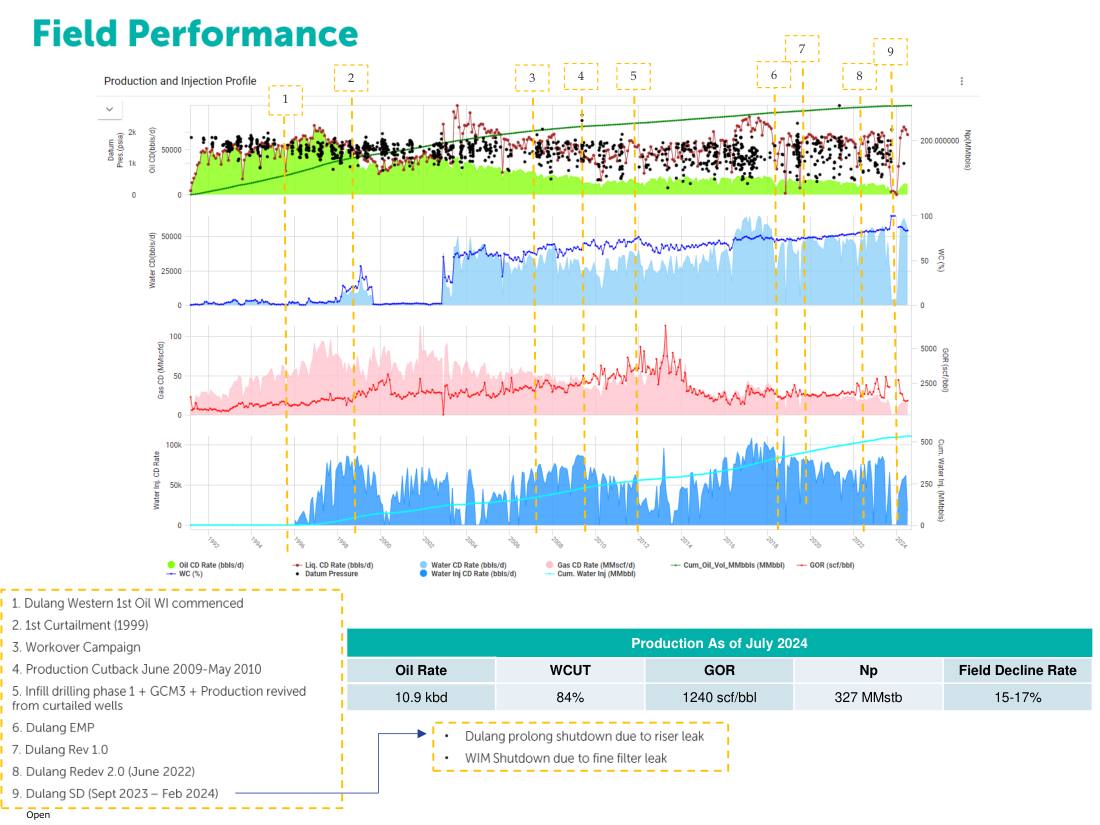 Field Performance
Production and Injection Profile
1
2
3
4
5
6
7
8
9
Datum Pres.(psia)
2k
1k
0
Oil CD(bbls/d)
50000
0
200.000000
Np(MMbbls)
Water CD(bbls/d)
50000
25000
0
100
50
0
WC (%)
Gas CD (MMscfd)
100
50
0
5000
2500
GOR (scf/bbl)
Water Inj. CD Rate
100k
50k
0
500
250
0
Cum. Water Inj. (MMbbls)
1992
1994
1996
1998
2000
2002
2004
2006
2008
2010
2012
2014
2016
2018
2020
2022
2024
Oil CD Rate (bbls/d) Liq. CD Rate (bbls/d) Water CD Rate (bbls/d) Gas CD Rate (MMscf/d) Cum_Oil_Vol_MMbbls (MMbbl) GOR (scf/bbl)
WC (%) Datum Pressure Water Inj CD Rate (bbls/d) Cum. Water Inj (MMbbl)
1. Dulang Western 1st Oil WI commenced
2. 1st Curtailment (1999)
3. Workover Campaign
4. Production Cutback June 2009-May 2010
5. Infill drilling phase 1 + GCM3 + Production revived
from curtailed wells
6. Dulang EMP
7. Dulang Rev 1.0
8. Dulang Redev 2.0 (June 2022)
9. Dulang SD (Sept 2023 – Feb 2024)
Production As of July 2024
Oil Rate WCUT GOR Np Field Decline Rate
10.9 kbd 84% 1240 scf/bbl 327 MMstb 15-17%
• Dulang prolong shutdown due to riser leak
• WIM Shutdown due to fine filter leak
Open